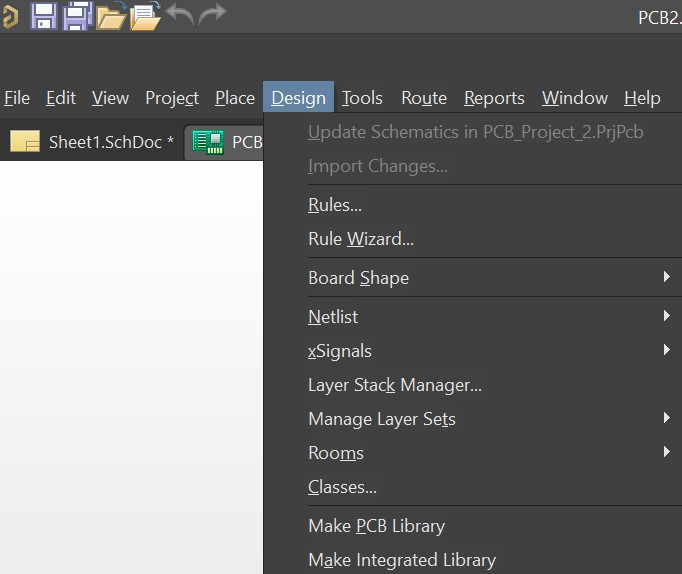 PCB2.
File Edit View Project Place Design Tools Route Reports Window Help
Sheet1.SchDoc * PCB
Update Schematics in PCB_Project_2.PrjPcb
Import Changes...
Rules...
Rule Wizard...
Board Shape
Netlist
xSignals
Layer Stack Manager...
Manage Layer Sets
Rooms
Classes...
Make PCB Library
Make Integrated Library